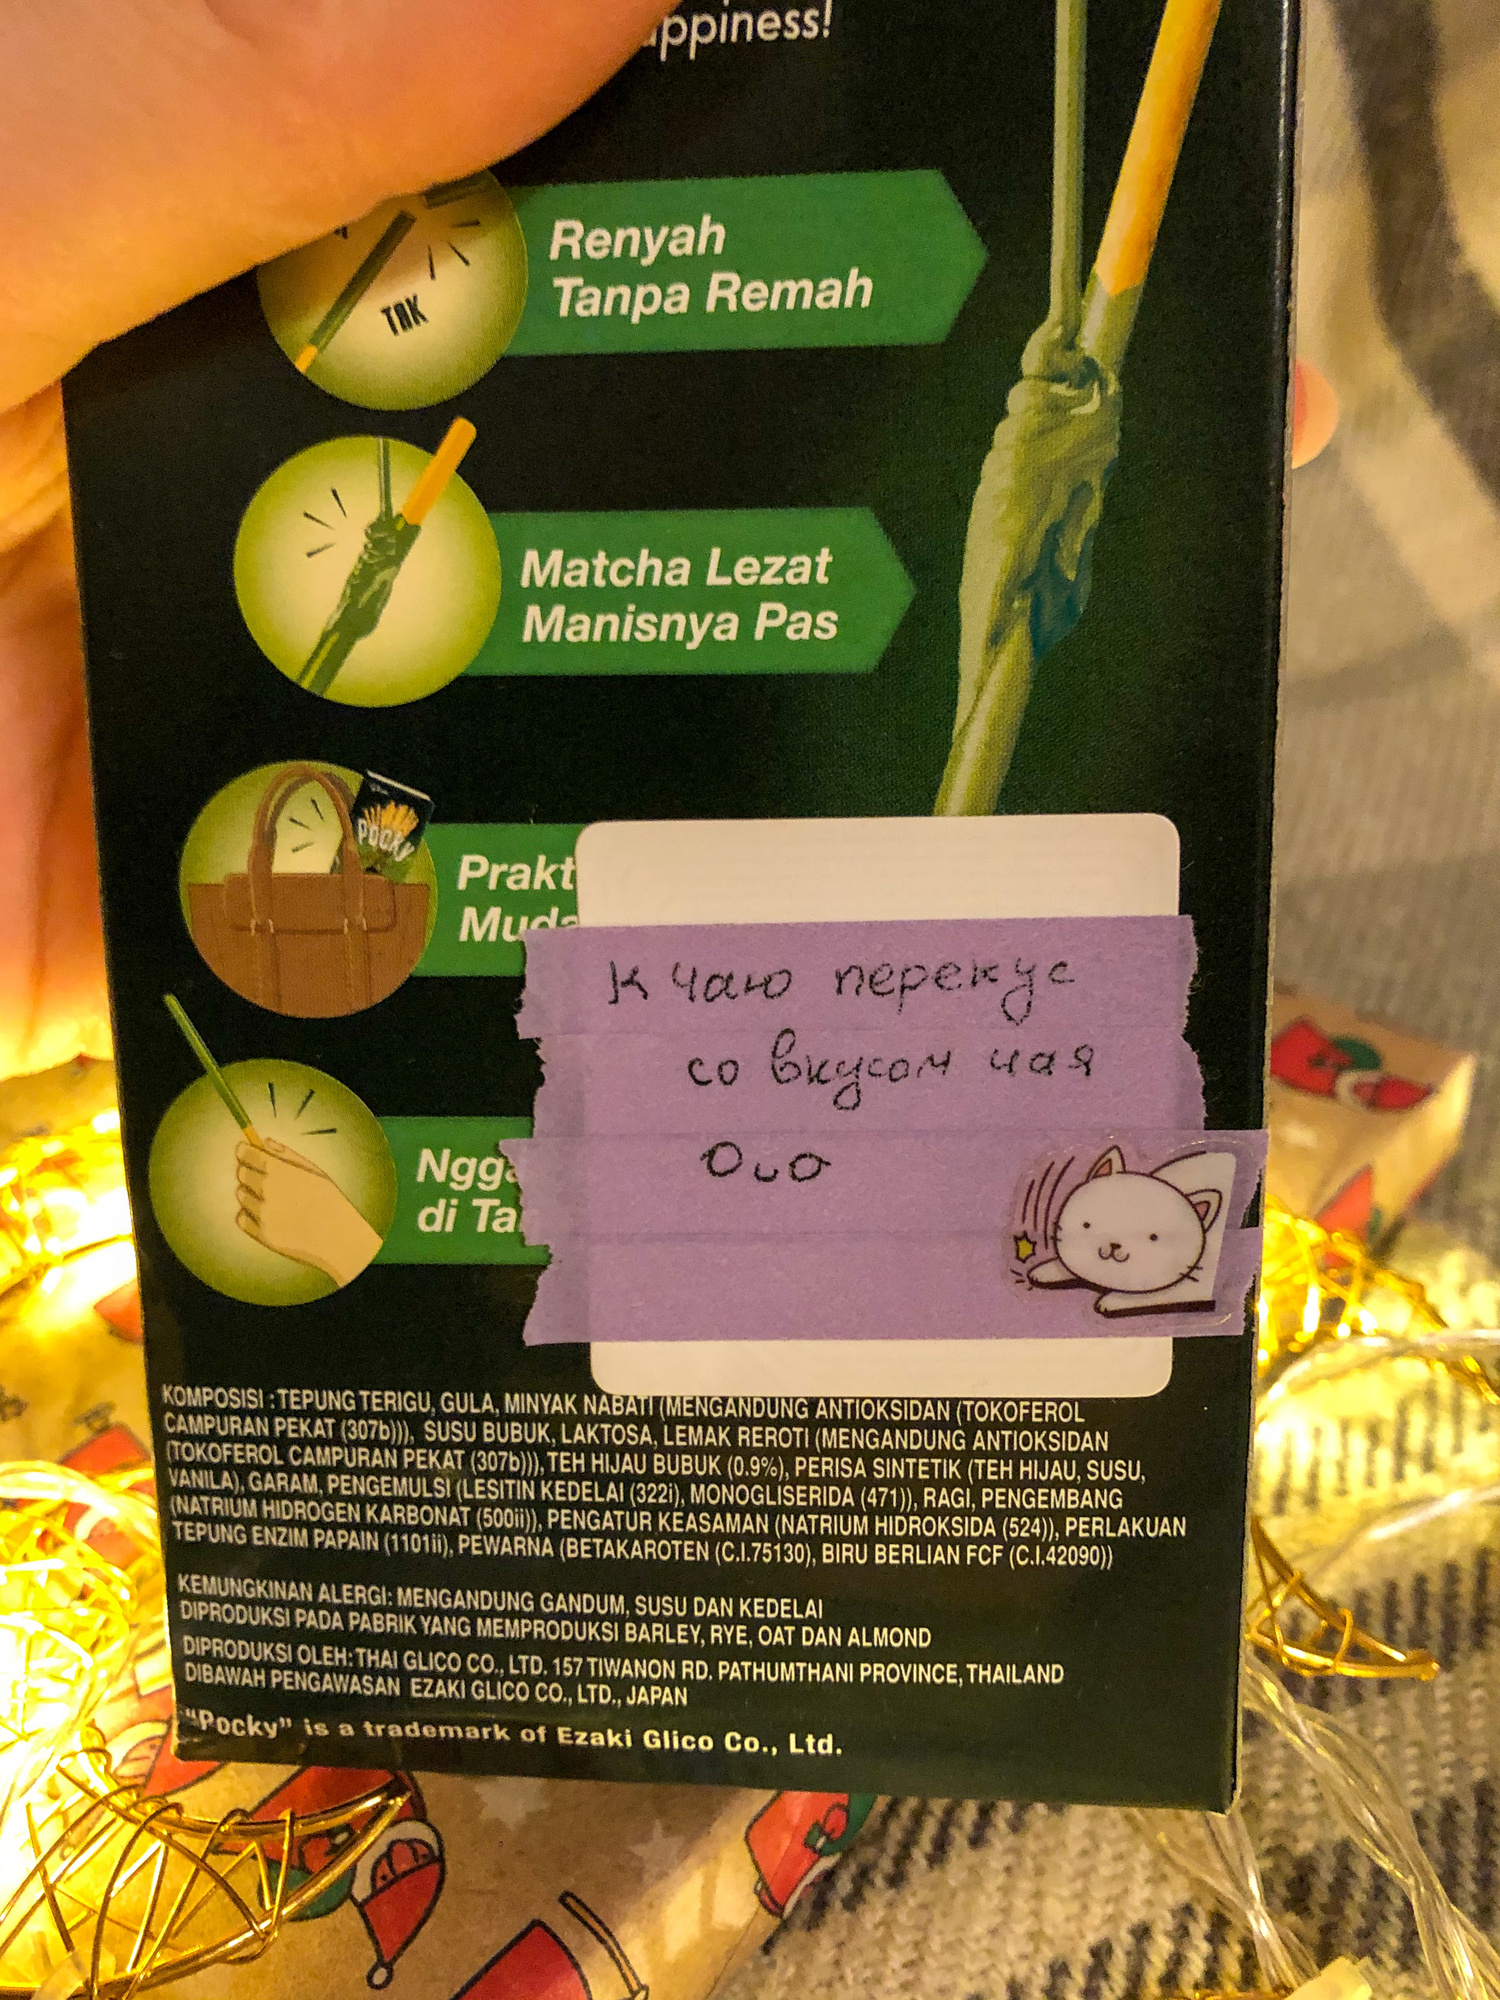 ppiness!
TAK
Renyah
Tanpa Remah
Matcha Lezat
Manisnya Pas
POCKY
Prakt
Muda
Ngga
di Ta
к чаю перекус
со вкусом чая
OuO
KOMPOSISI : TEPUNG TERIGU, GULA, MINYAK NABATI (MENGANDUNG ANTIOKSIDAN (TOKOFEROL
CAMPURAN PEKAT (307b))), SUSU BUBUK, LAKTOSA, LEMAK REROTI (MENGANDUNG ANTIOKSIDAN
(TOKOFEROL CAMPURAN PEKAT (307b))), TEH HIJAU BUBUK (0.9%), PERISA SINTETIK (TEH HIJAU, SUSU,
VANILA), GARAM, PENGEMULSI (LESITIN KEDELAI (322i), MONOGLISERIDA (471)), RAGI, PENGEMBANG
(NATRIUM HIDROGEN KARBONAT (500ii)), PENGATUR KEASAMAN (NATRIUM HIDROKSIDA (524)), PERLAKUAN
TEPUNG ENZIM PAPAIN (1101ii), PEWARNA (BETAKAROTEN (C.I.75130), BIRU BERLIAN FCF (C.I.42090))
KEMUNGKINAN ALERGI: MENGANDUNG GANDUM, SUSU DAN KEDELAI
DIPRODUKSI PADA PABRIK YANG MEMPRODUKSI BARLEY, RYE, OAT DAN ALMOND
DIPRODUKSI OLEH: THAI GLICO CO., LTD. 157 TIWANON RD. PATHUMTHANI PROVINCE, THAILAND
DIBAWAH PENGAWASAN EZAKI GLICO CO., LTD., JAPAN
"Pocky" is a trademark of Ezaki Glico Co., Ltd.